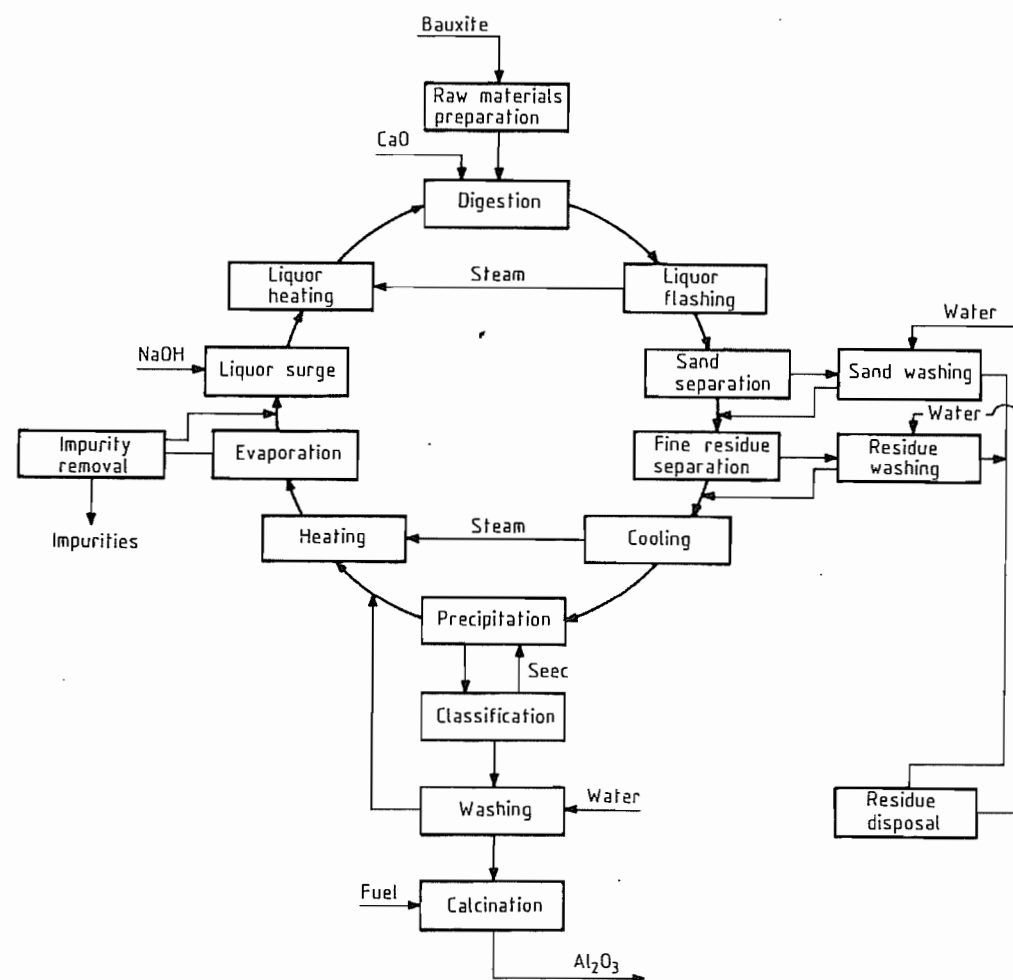 Bauxite
Raw materials
preparation
CaO
Digestion
Liquor
heating
Steam
Liquor
flashing
Water
NaOH
Liquor surge
Sand
separation
Sand washing
Water
Impurity
removal
Evaporation
Fine residue
separation
Residue
washing
Impurities
Heating
Steam
Cooling
Precipitation
Seec
Classification
Washing
Water
Residue
disposal
Fuel
Calcination
Al₂O₃